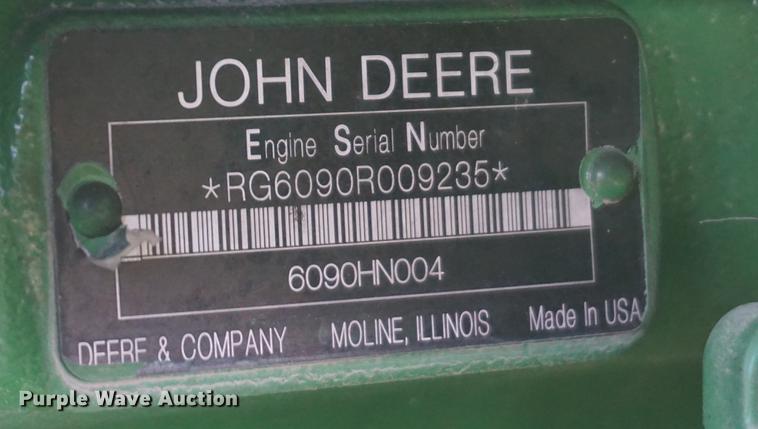 JOHN DEERE
Engine Serial Number
*RG6090R009235*
6090HN004
DEERE & COMPANY MOLINE, ILLINOIS Made In USA
Purple Wave Auction